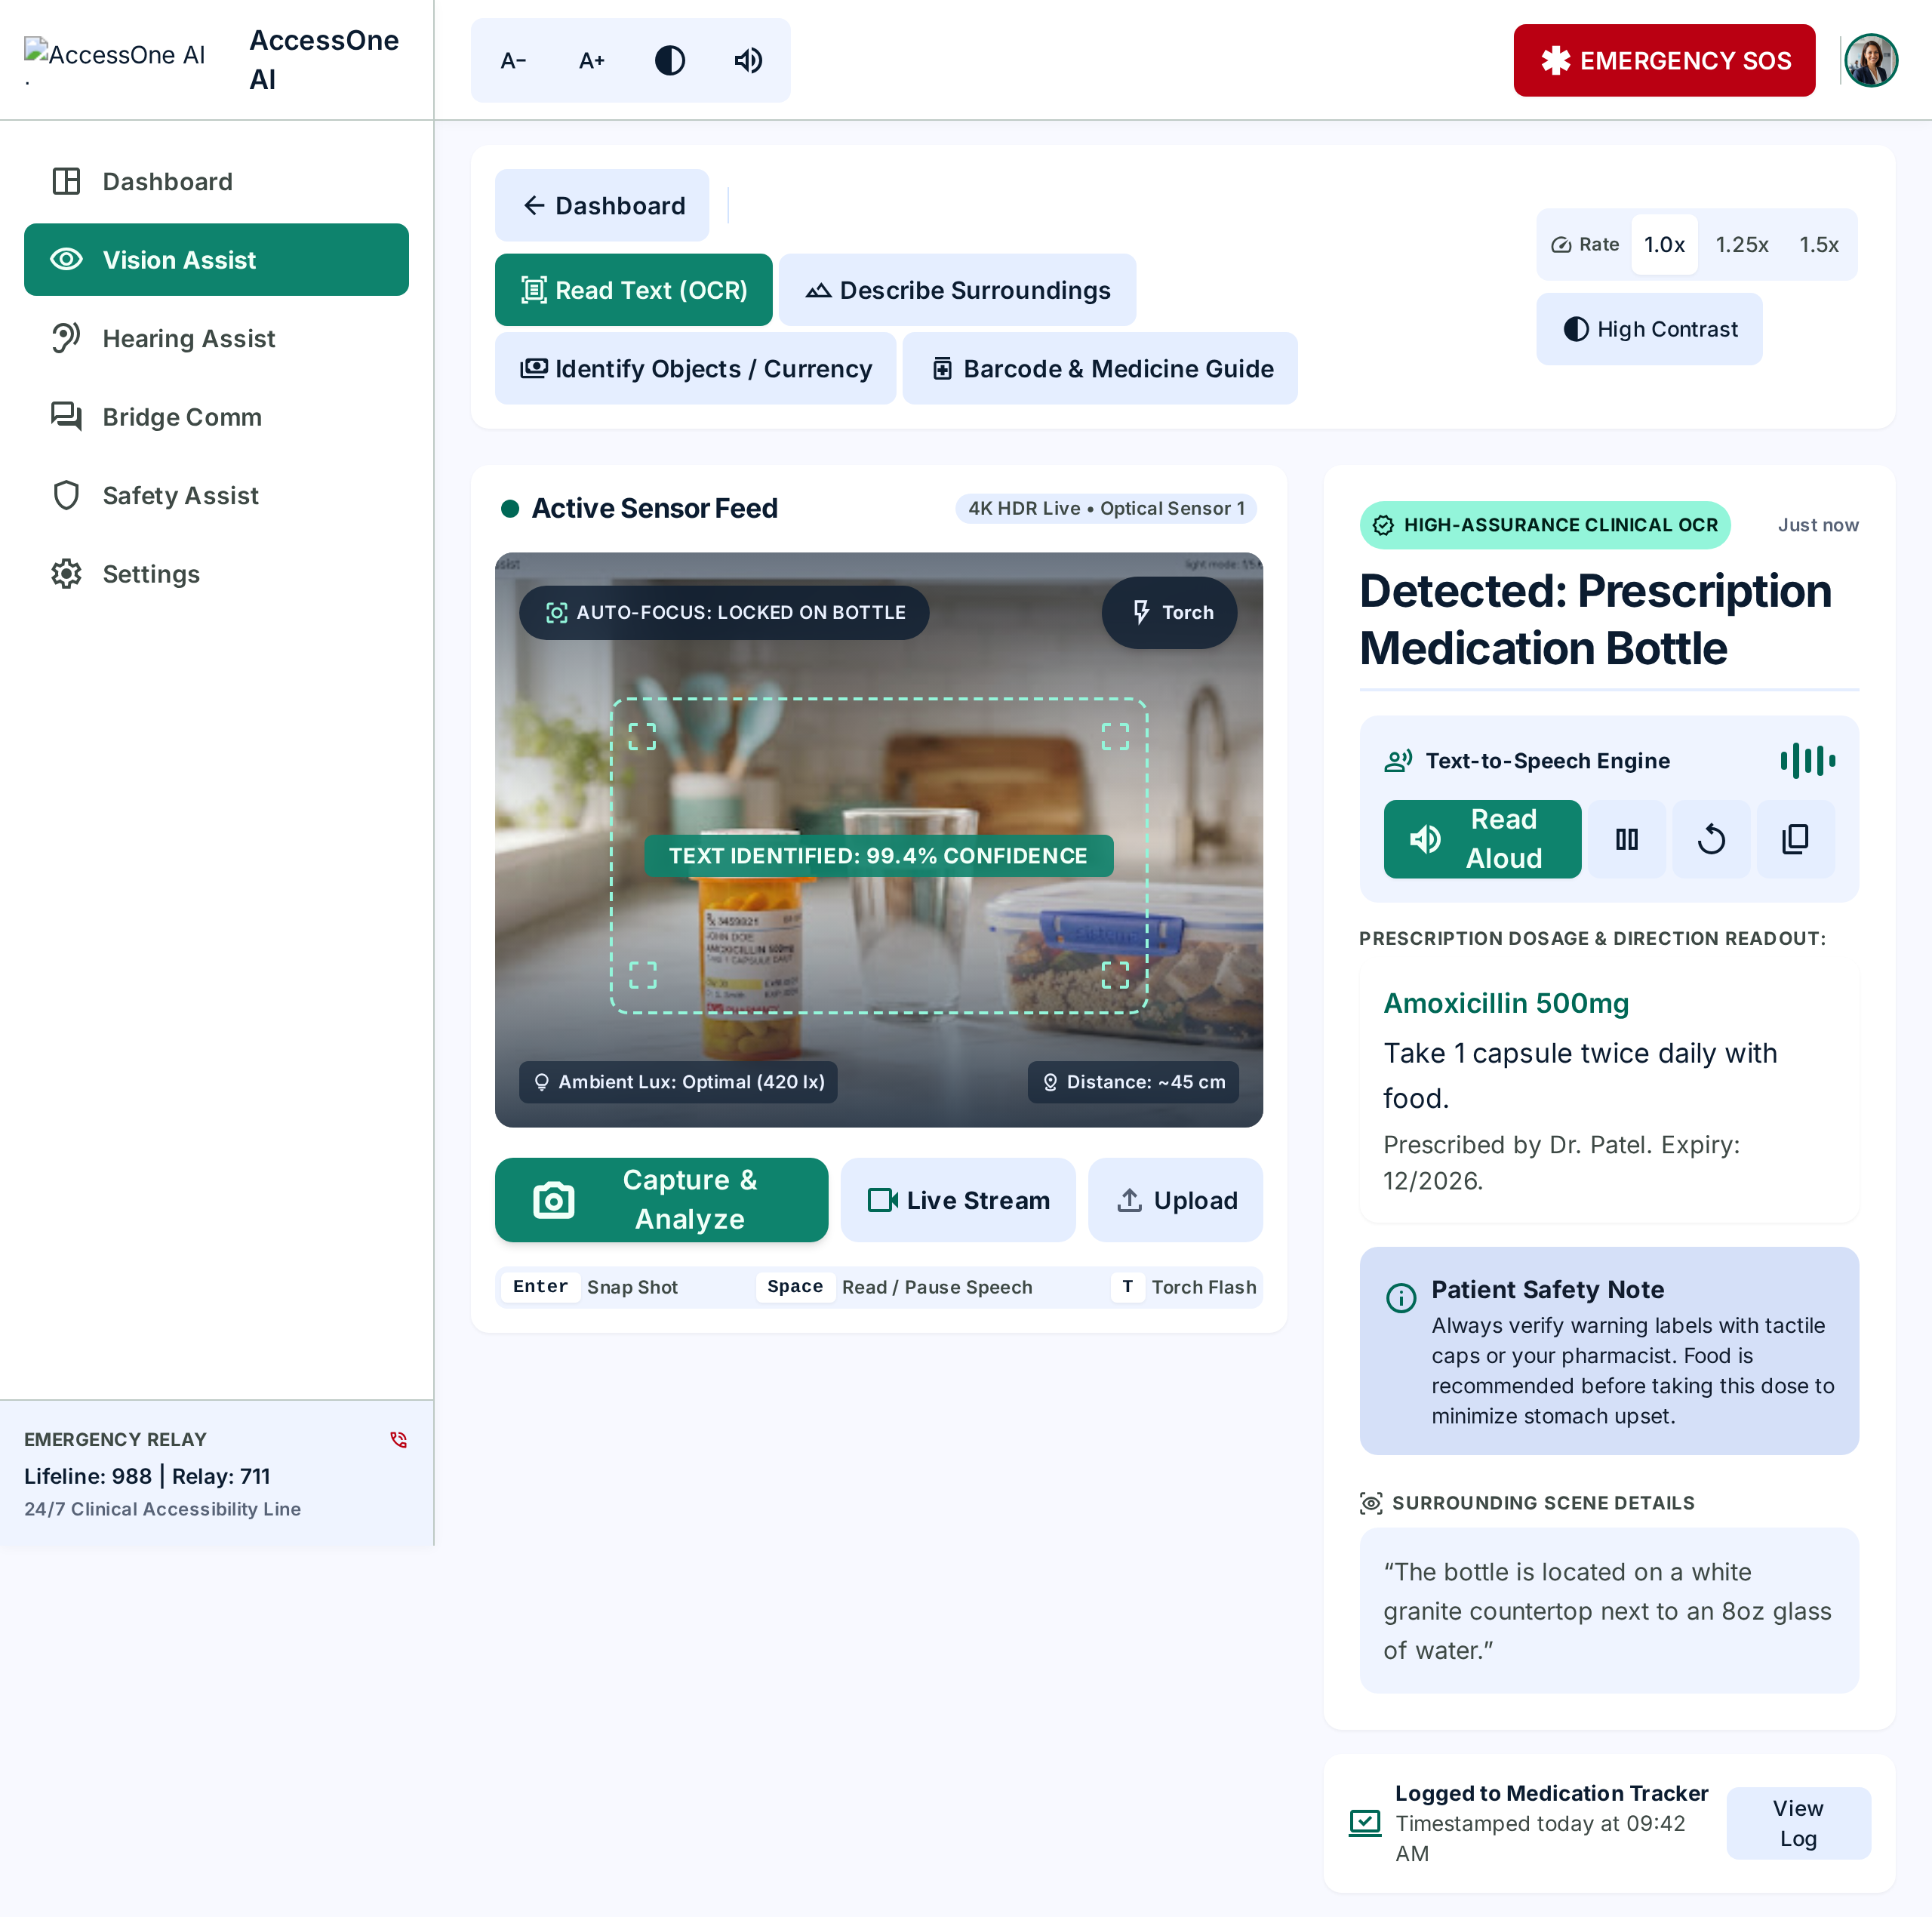 AccessOne AI
.
AccessOne
AI
A-
A+
EMERGENCY SOS
Dashboard
Vision Assist
Hearing Assist
Bridge Comm
Safety Assist
Settings
EMERGENCY RELAY
Lifeline: 988 | Relay: 711
24/7 Clinical Accessibility Line
Dashboard
Read Text (OCR)
Describe Surroundings
Identify Objects / Currency
Barcode & Medicine Guide
Rate
1.0x
1.25x
1.5x
High Contrast
Active Sensor Feed
4K HDR Live • Optical Sensor 1
AUTO-FOCUS: LOCKED ON BOTTLE
Torch
TEXT IDENTIFIED: 99.4% CONFIDENCE
JOHN DOE
AMOXICILLIN 500mg
1 CAPSULE DAILY
Ambient Lux: Optimal (420 lx)
Distance: ~45 cm
Capture &
Analyze
Live Stream
Upload
Enter Snap Shot
Space Read / Pause Speech
T Torch Flash
HIGH-ASSURANCE CLINICAL OCR
Just now
Detected: Prescription
Medication Bottle
Text-to-Speech Engine
Read
Aloud
PRESCRIPTION DOSAGE & DIRECTION READOUT:
Amoxicillin 500mg
Take 1 capsule twice daily with
food.
Prescribed by Dr. Patel. Expiry:
12/2026.
Patient Safety Note
Always verify warning labels with tactile
caps or your pharmacist. Food is
recommended before taking this dose to
minimize stomach upset.
SURROUNDING SCENE DETAILS
“The bottle is located on a white
granite countertop next to an 8oz glass
of water.”
Logged to Medication Tracker
Timestamped today at 09:42
AM
View
Log